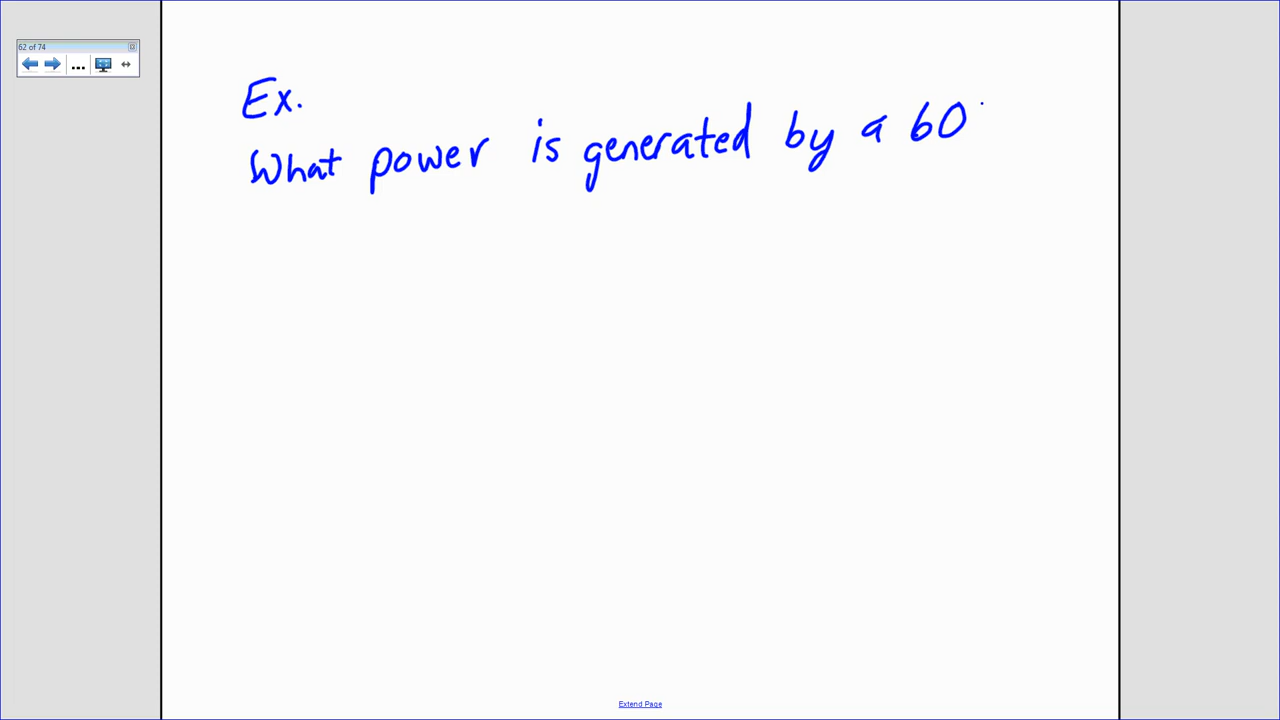 62 of 74
...
Ex.
What power is generated by a 60
Extend Page